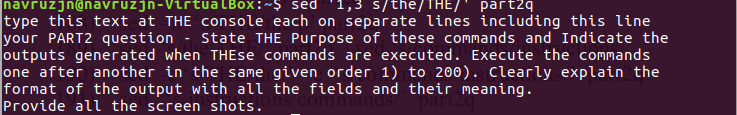 navruzjn@navruzjn-VirtualBox:~$ sed '1,3 s/the/THE/' part2q
type this text at THE console each on separate lines including this line
your PART2 question - State THE Purpose of these commands and Indicate the
outputs generated when THEse commands are executed. Execute the commands
one after another in the same given order 1) to 200). Clearly explain the
format of the output with all the fields and their meaning.
Provide all the screen shots.